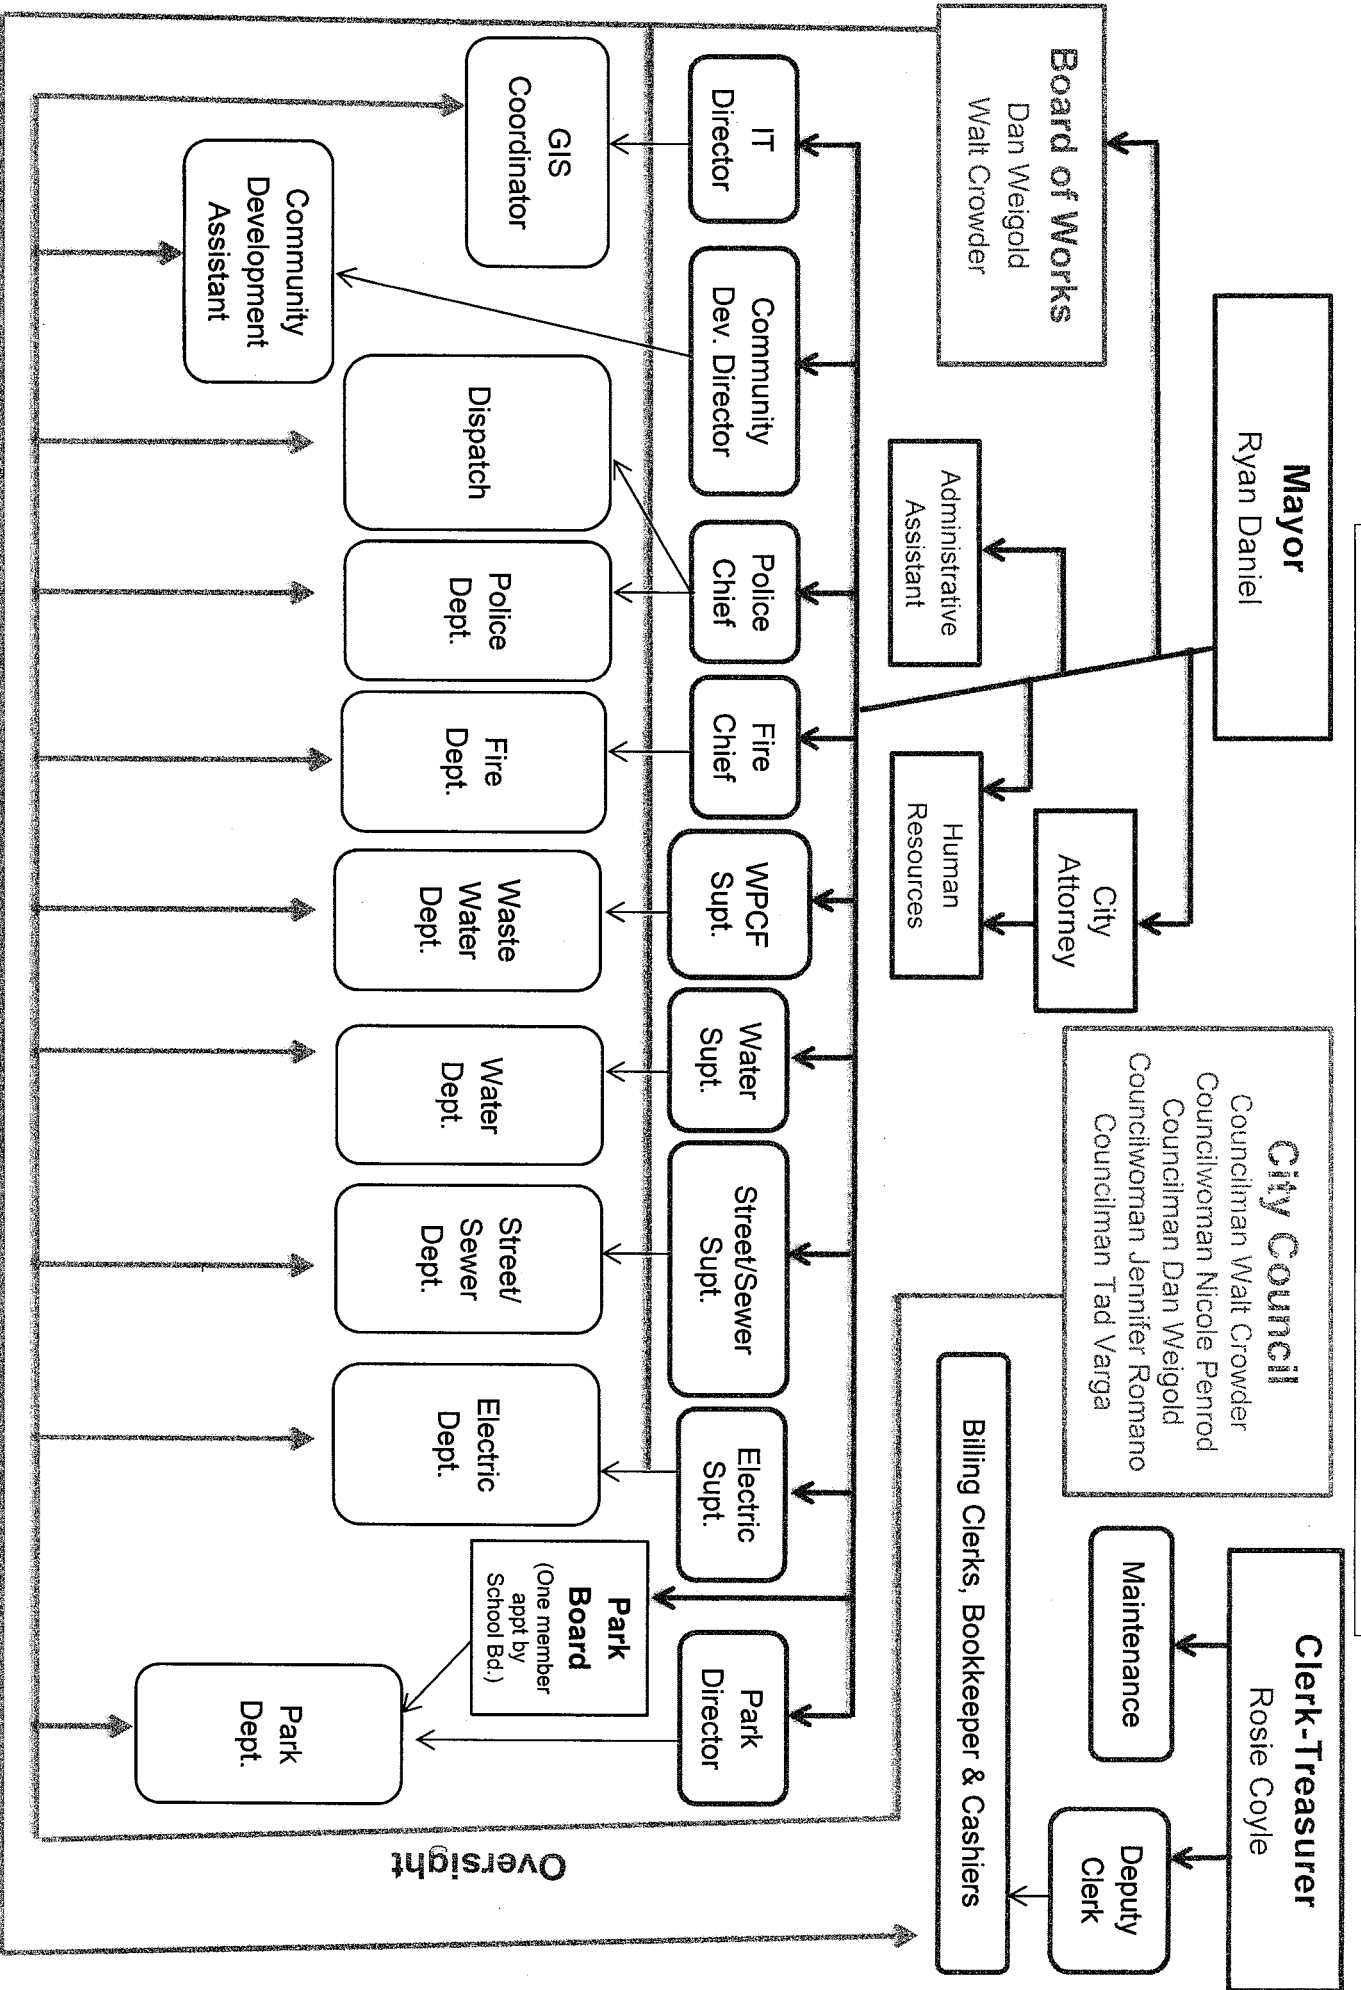 Mayor
Ryan Daniel
City Council
Councilman Walt Crowder
Councilwoman Nicole Penrod
Councilman Dan Weigold
Councilwoman Jennifer Romano
Councilman Tad Varga
Clerk-Treasurer
Rosie Coyle
Board of Works
Dan Weigold
Walt Crowder
City
Attorney
Maintenance
Deputy
Clerk
Administrative
Assistant
Human
Resources
Billing Clerks, Bookkeeper & Cashiers
IT
Director
Community
Dev. Director
Police
Chief
Fire
Chief
WPCF
Supt.
Water
Supt.
Street/Sewer
Supt.
Electric
Supt.
Park
Director
Park
Board
(One member
appt by
School Bd.)
GIS
Coordinator
Dispatch
Police
Dept.
Fire
Dept.
Waste
Water
Dept.
Water
Dept.
Street/
Sewer
Dept.
Electric
Dept.
Oversight
Community
Development
Assistant
Park
Dept.